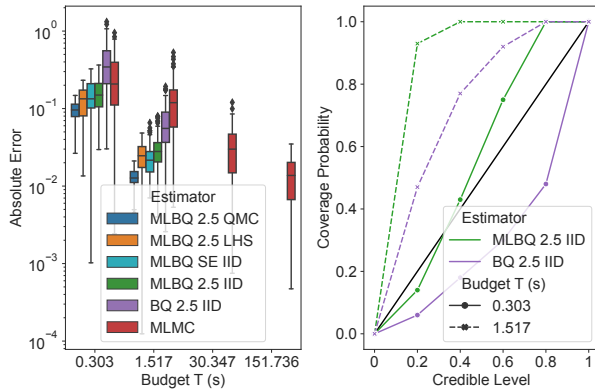 Absolute Error
10⁰
10⁻¹
10⁻²
10⁻³
10⁻⁴
Estimator
MLBQ 2.5 QMC
MLBQ 2.5 LHS
MLBQ SE IID
MLBQ 2.5 IID
BQ 2.5 IID
MLMC
0.303 1.517 30.347 151.736
Budget T (s)
Coverage Probability
1.0
0.8
0.6
0.4
0.2
0.0
Estimator
MLBQ 2.5 IID
BQ 2.5 IID
Budget T (s)
0.303
1.517
0 0.2 0.4 0.6 0.8 1
Credible Level